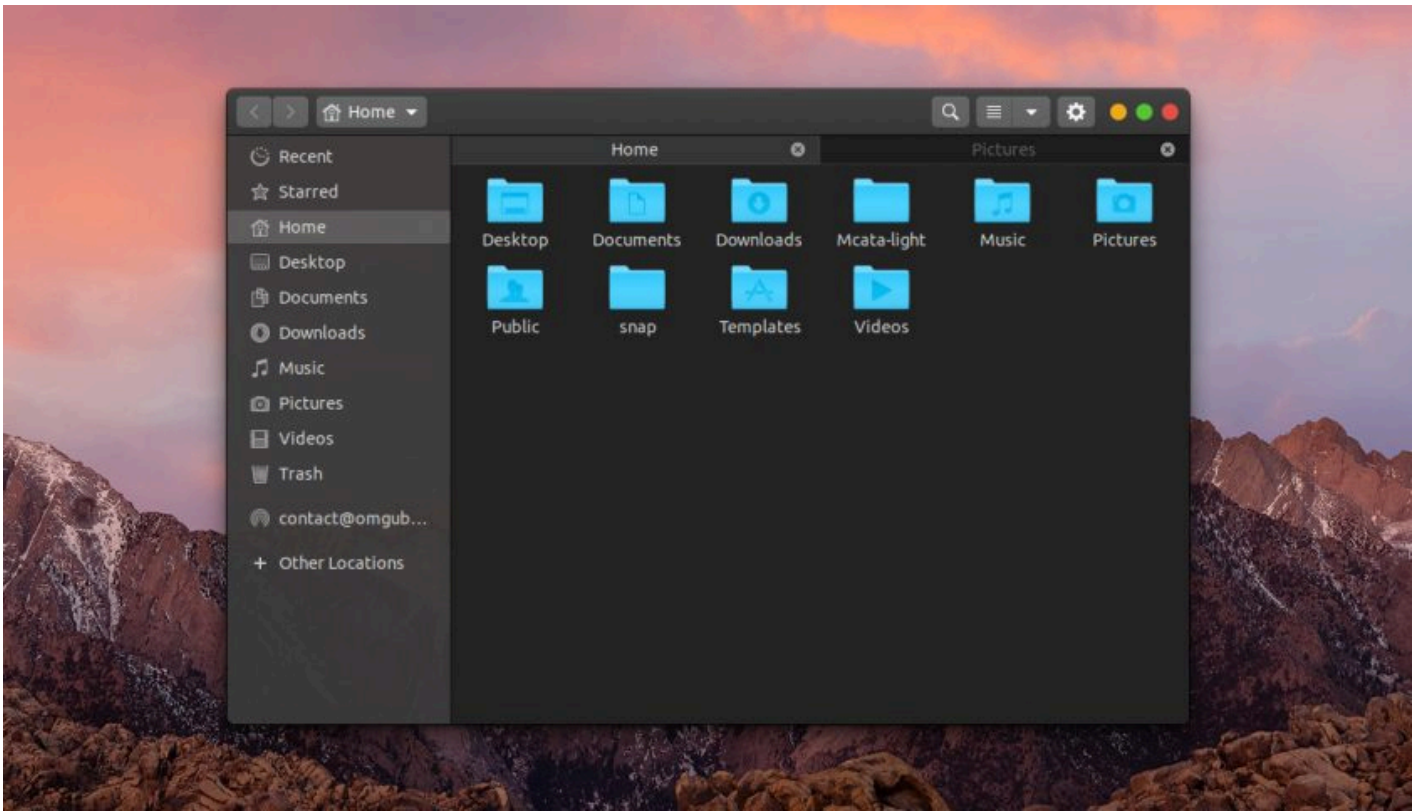 Home
Recent
Starred
Home
Desktop
Documents
Downloads
Music
Pictures
Videos
Trash
contact@omgub...
+ Other Locations
Home Pictures
Desktop Documents Downloads Mcata-light Music Pictures
Public snap Templates Videos